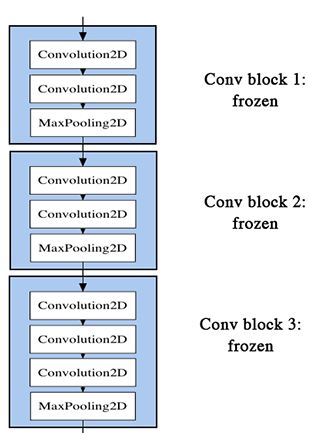 Convolution2D
Convolution2D
MaxPooling2D
Conv block 1:
frozen
Convolution2D
Convolution2D
MaxPooling2D
Conv block 2:
frozen
Convolution2D
Convolution2D
Convolution2D
MaxPooling2D
Conv block 3:
frozen